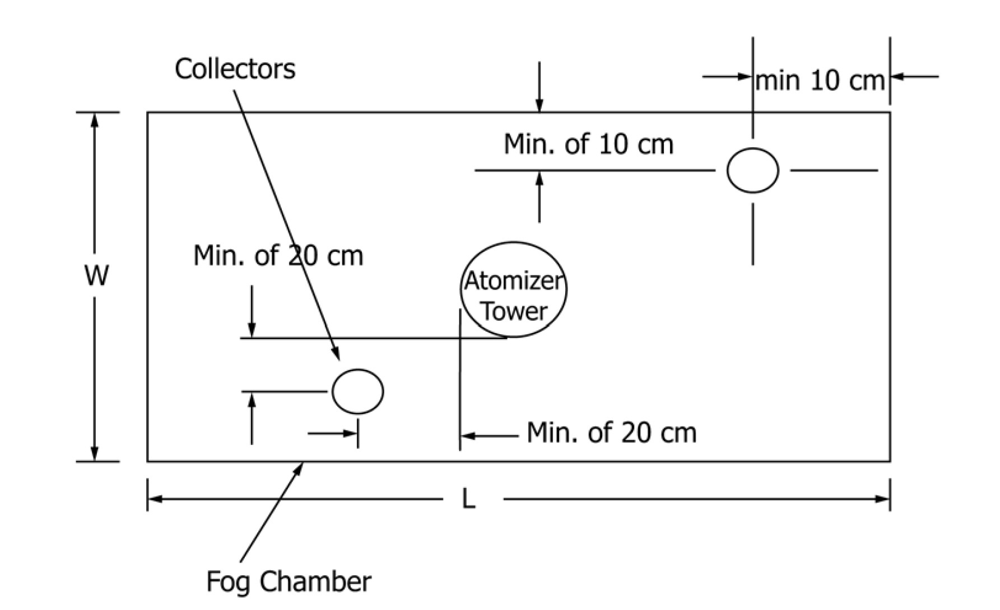 Collectors
min 10 cm
Min. of 10 cm
Min. of 20 cm
W
Atomizer
Tower
Min. of 20 cm
L
Fog Chamber